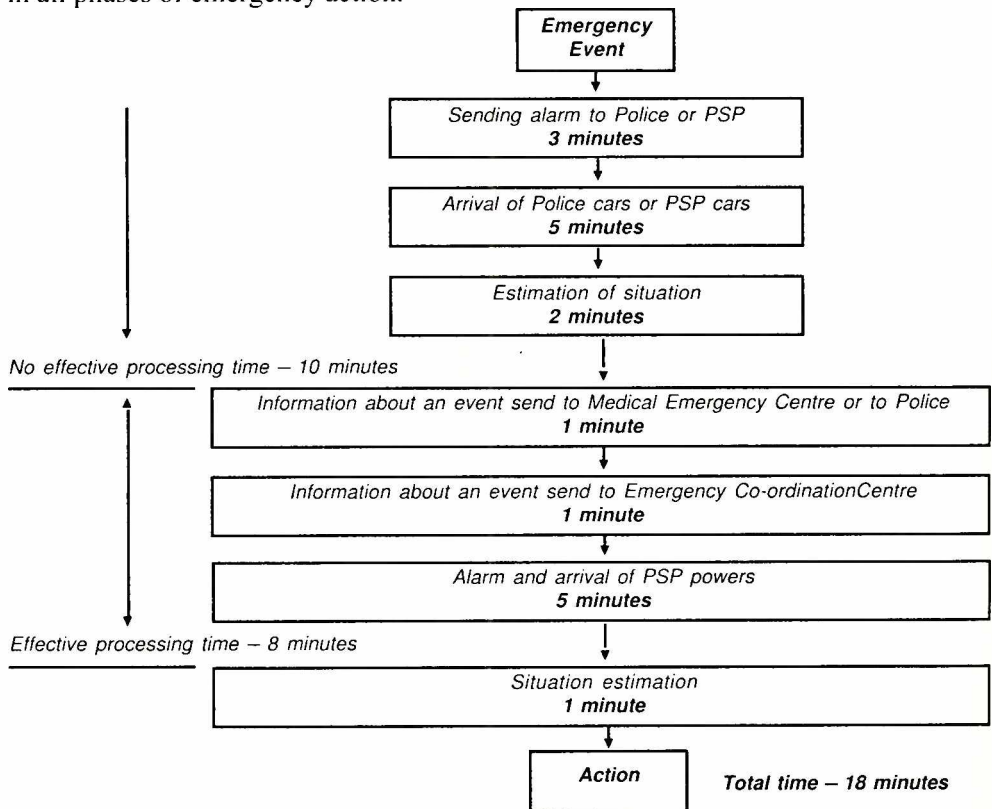 in all phases of emergency action.
Emergency
Event
Sending alarm to Police or PSP
3 minutes
Arrival of Police cars or PSP cars
5 minutes
Estimation of situation
2 minutes
No effective processing time – 10 minutes
Information about an event send to Medical Emergency Centre or to Police
1 minute
Information about an event send to Emergency Co-ordinationCentre
1 minute
Alarm and arrival of PSP powers
5 minutes
Effective processing time – 8 minutes
Situation estimation
1 minute
Action
Total time – 18 minutes